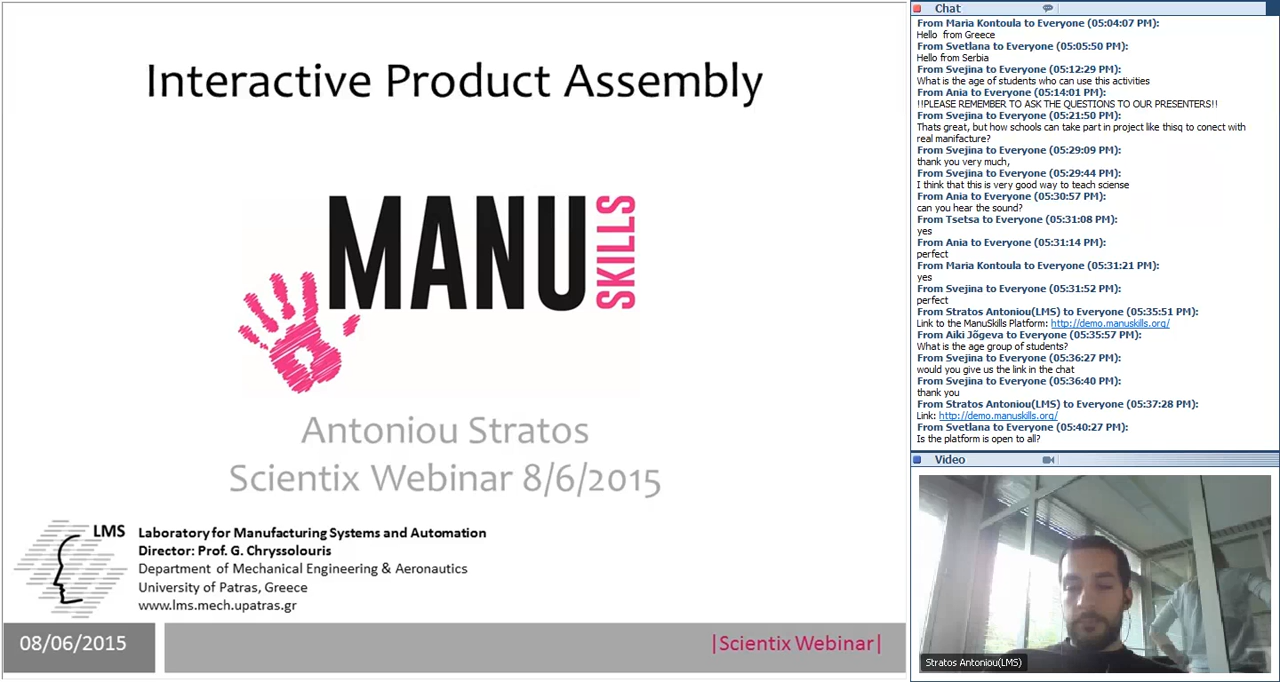 Interactive Product Assembly
MANU
SKILLS
Antoniou Stratos
Scientix Webinar 8/6/2015
LMS
Laboratory for Manufacturing Systems and Automation
Director: Prof. G. Chryssolouris
Department of Mechanical Engineering & Aeronautics
University of Patras, Greece
www.lms.mech.upatras.gr
08/06/2015
|Scientix Webinar|
Chat
From Maria Kontoula to Everyone (05:04:07 PM):
Hello from Greece
From Svetlana to Everyone (05:05:50 PM):
Hello from Serbia
From Svejina to Everyone (05:12:29 PM):
What is the age of students who can use this activities
From Ania to Everyone (05:14:01 PM):
!!PLEASE REMEMBER TO ASK THE QUESTIONS TO OUR PRESENTERS!!
From Svejina to Everyone (05:21:50 PM):
Thats great, but how schools can take part in project like thisq to conect with
real manifacture?
From Svejina to Everyone (05:29:09 PM):
thank you very much,
From Svejina to Everyone (05:29:44 PM):
I think that this is very good way to teach sciense
From Ania to Everyone (05:30:57 PM):
can you hear the sound?
From Tsetsa to Everyone (05:31:08 PM):
yes
From Ania to Everyone (05:31:14 PM):
perfect
From Maria Kontoula to Everyone (05:31:21 PM):
yes
From Svejina to Everyone (05:31:52 PM):
perfect
From Stratos Antoniou(LMS) to Everyone (05:35:51 PM):
Link to the ManuSkills Platform: http://demo.manuskills.org/
From Aiki Jõgeva to Everyone (05:35:57 PM):
What is the age group of students?
From Svejina to Everyone (05:36:27 PM):
would you give us the link in the chat
From Svejina to Everyone (05:36:40 PM):
thank you
From Stratos Antoniou(LMS) to Everyone (05:37:28 PM):
Link: http://demo.manuskills.org/
From Svetlana to Everyone (05:40:27 PM):
Is the platform is open to all?
Video
Stratos Antoniou(LMS)